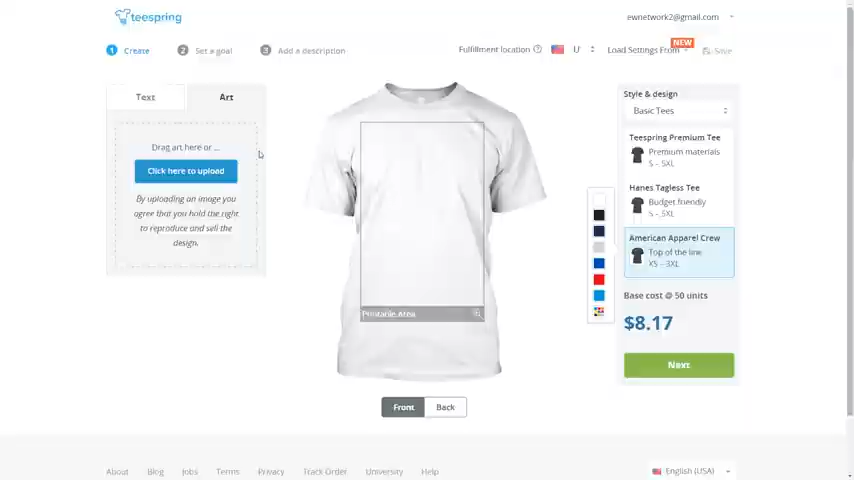 teespring
ewnetwork2@gmail.com
1 Create
2 Set a goal
3 Add a description
Fulfillment location ?
U
Load Settings From
NEW
Save
Text
Art
Drag art here or ...
Click here to upload
By uploading an image you
agree that you hold the right
to reproduce and sell the
design.
Printable Area
Front
Back
Style & design
Basic Tees
Teespring Premium Tee
Premium materials
S – 5XL
Hanes Tagless Tee
Budget friendly
S – 5XL
American Apparel Crew
Top of the line
XS – 3XL
Base cost @ 50 units
$8.17
Next
About
Blog
Jobs
Terms
Privacy
Track Order
University
Help
English (USA)